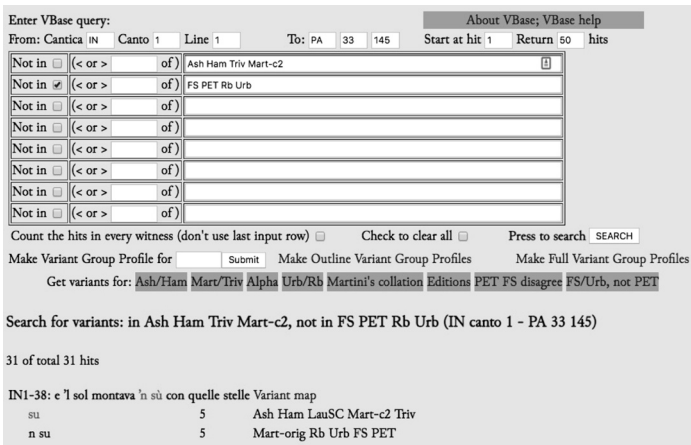 Enter VBase query: About VBase; VBase help
From: Cantica IN Canto 1 Line 1 To: PA 33 145 Start at hit 1 Return 50 hits
Not in (< or > of) Ash Ham Triv Mart-c2
Not in (< or > of) FS PET Rb Urb
Not in (< or > of)
Not in (< or > of)
Not in (< or > of)
Not in (< or > of)
Not in (< or > of)
Not in (< or > of)
Count the hits in every witness (don't use last input row) Check to clear all Press to search SEARCH
Make Variant Group Profile for Submit Make Outline Variant Group Profiles Make Full Variant Group Profiles
Get variants for: Ash/Ham Mart/Triv Alpha Urb/Rb Martini's collation Editions PET FS disagree FS/Urb, not PET
Search for variants: in Ash Ham Triv Mart-c2, not in FS PET Rb Urb (IN canto 1 - PA 33 145)
31 of total 31 hits
IN1-38: e 'l sol montava 'n sù con quelle stelle Variant map
su 5 Ash Ham LauSC Mart-c2 Triv
n su 5 Mart-orig Rb Urb FS PET